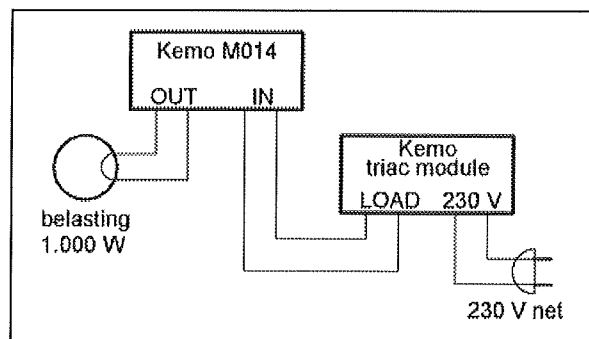 Kemo M014
OUT IN
Kemo
triac module
LOAD 230 V
belasting
1.000 W
230 V net